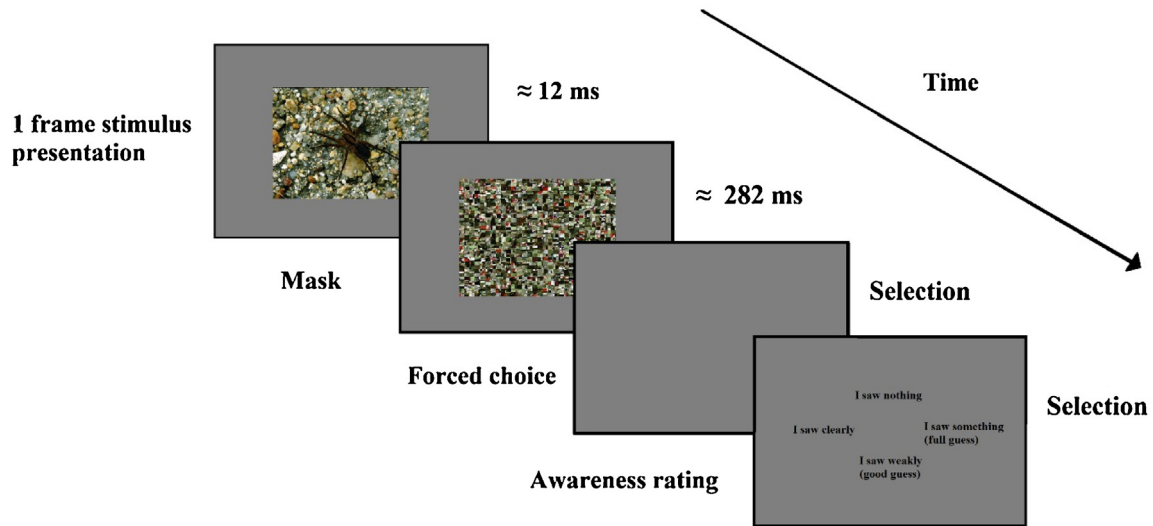 Time
≈ 12 ms
1 frame stimulus
presentation
≈ 282 ms
Mask
Selection
Forced choice
I saw nothing
I saw clearly
I saw something
(full guess)
I saw weakly
(good guess)
Selection
Awareness rating